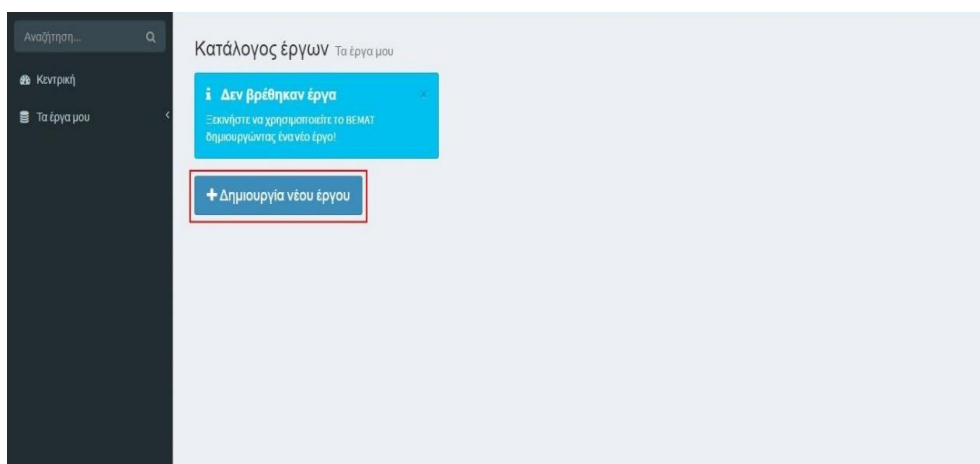 Αναζήτηση...
Κεντρική
Τα έργα μου
Κατάλογος έργων Τα έργα μου
Δεν βρέθηκαν έργα
Ξεκινήστε να χρησιμοποιείτε το BEMAT
δημιουργώντας ένα νέο έργο!
Δημιουργία νέου έργου